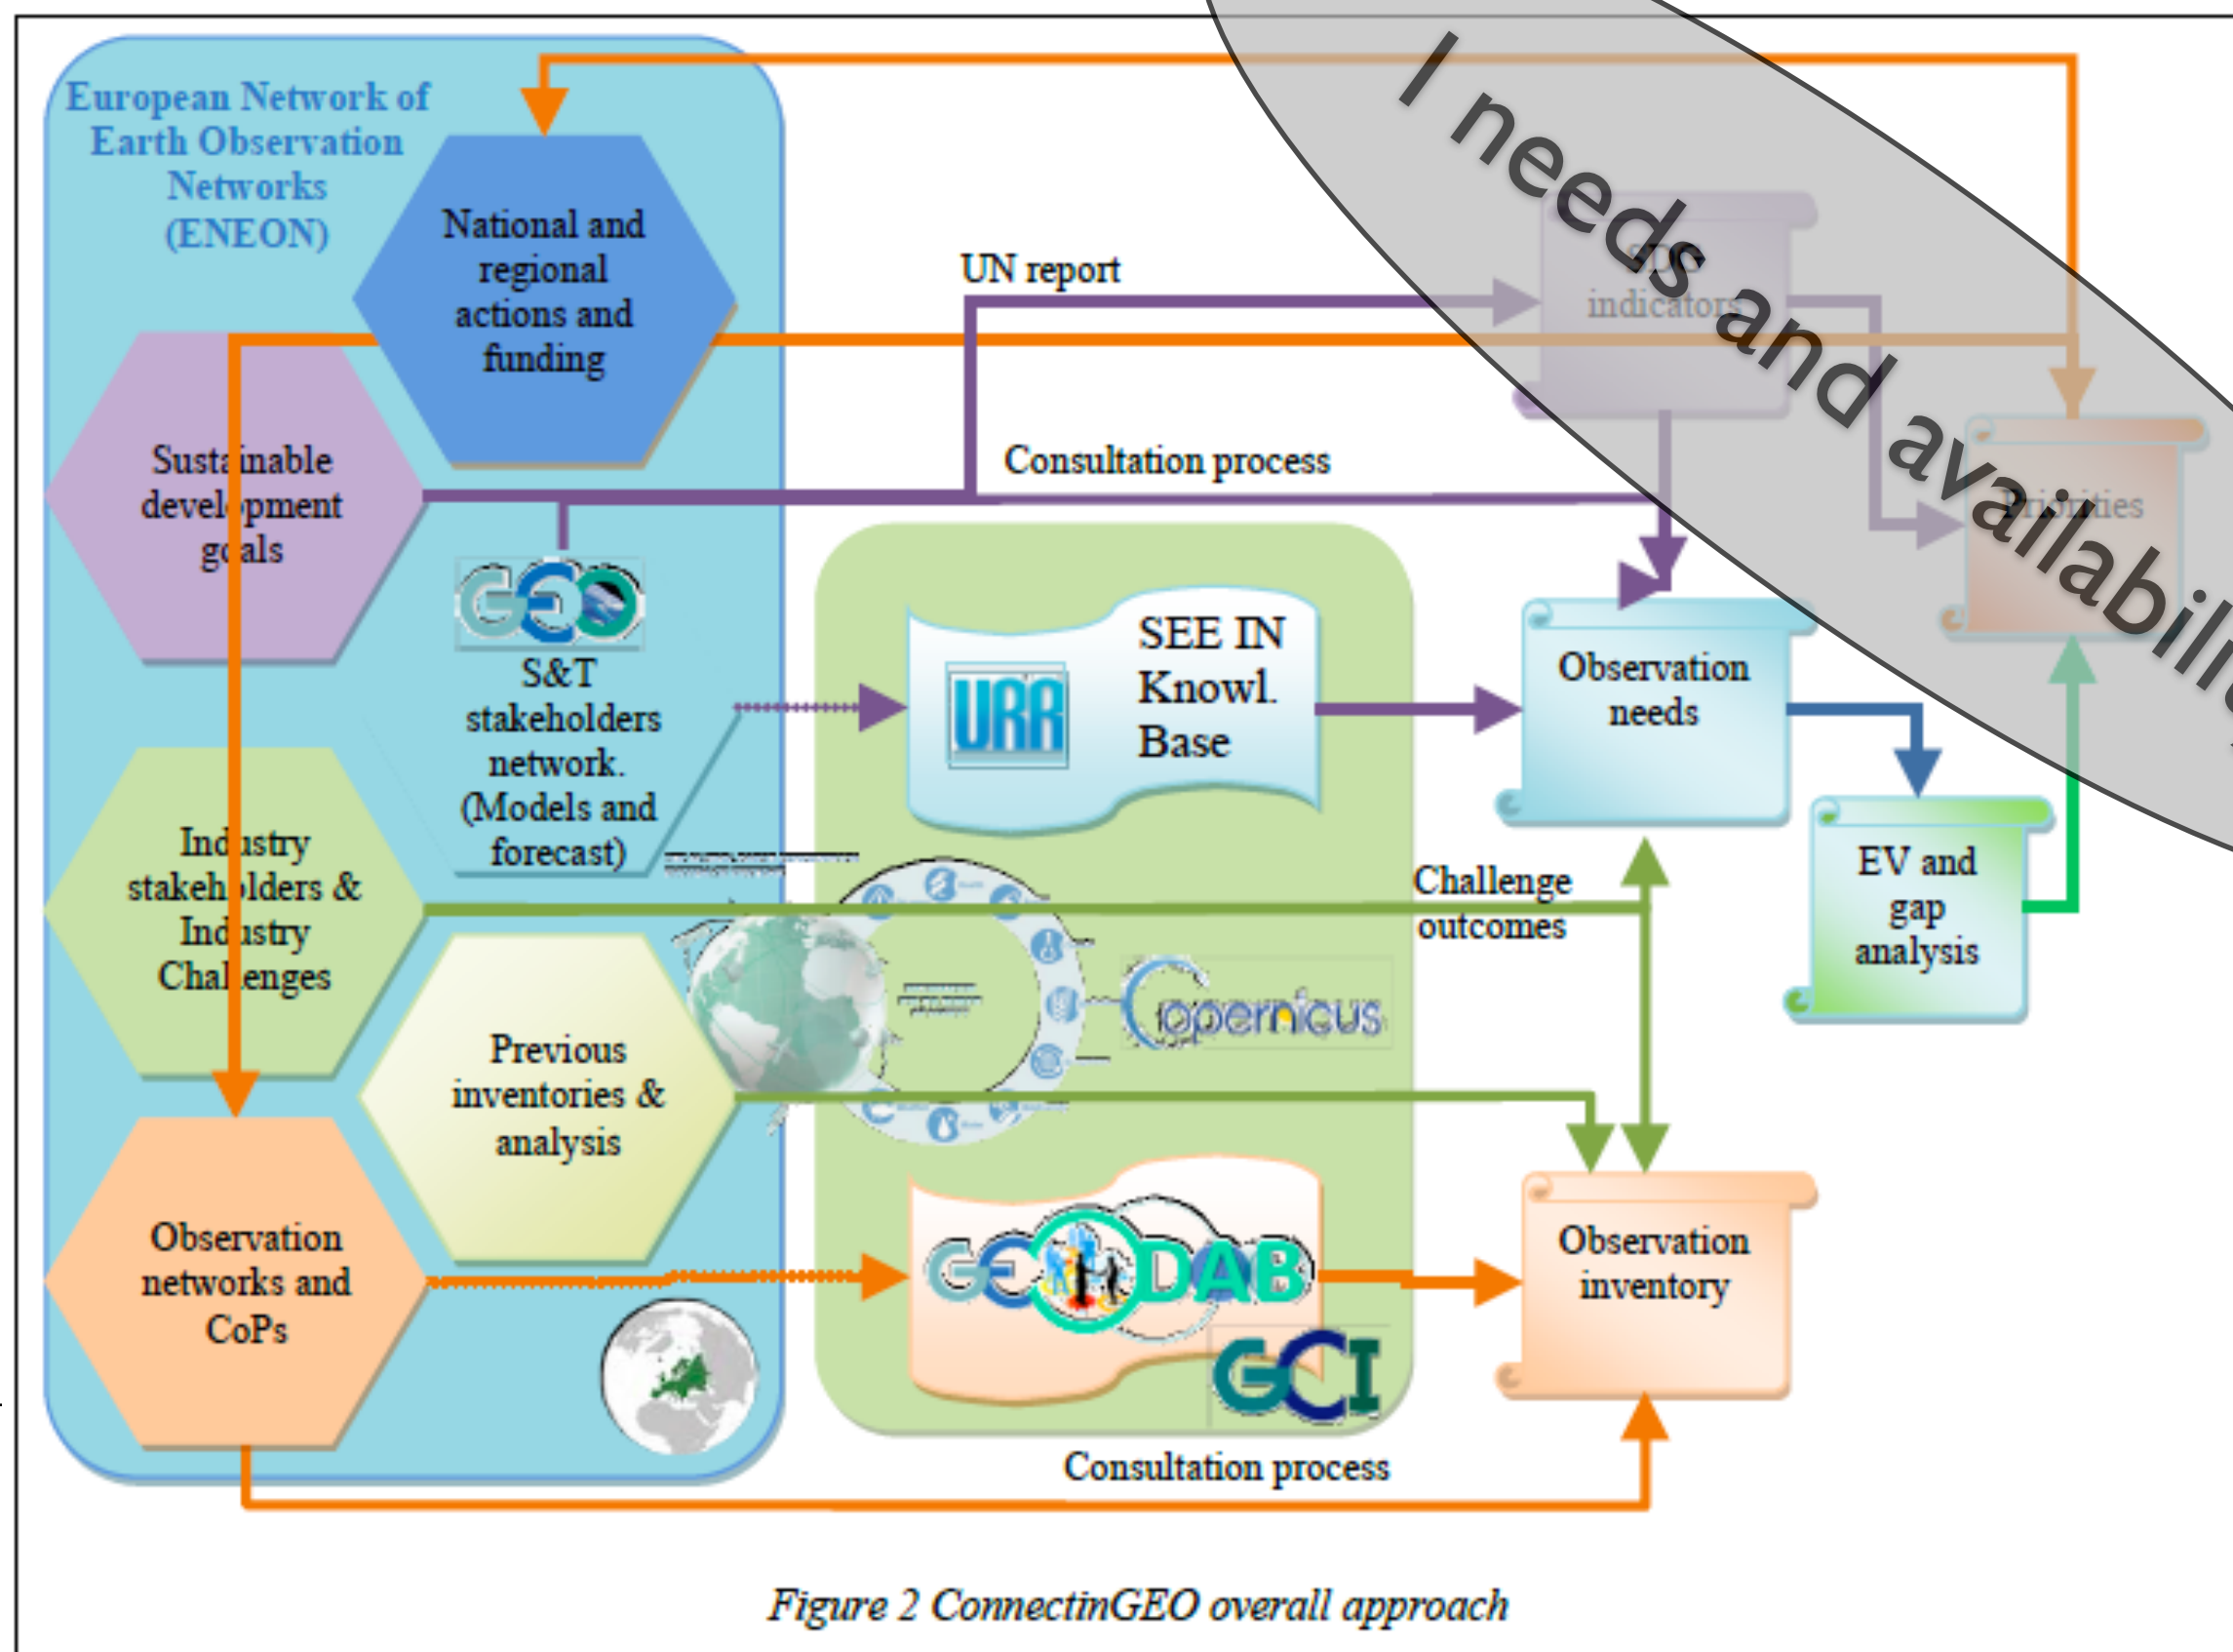 European Network of
Earth Observation
Networks
(ENEON)
National and
regional
actions and
funding
Sustainable
development
goals
GEO
S&T
stakeholders
network.
(Models and
forecast)
Industry
stakeholders &
Industry
Challenges
Previous
inventories &
analysis
Observation
networks and
CoPs
UN report
Consultation process
SEE IN
Knowl.
Base
URR
Copernicus
GEO DAB
GCI
Challenge
outcomes
Consultation process
indicators
Priorities
I needs and
Observation
needs
EV and
gap
analysis
Observation
inventory
Figure 2 ConnectinGEO overall approach